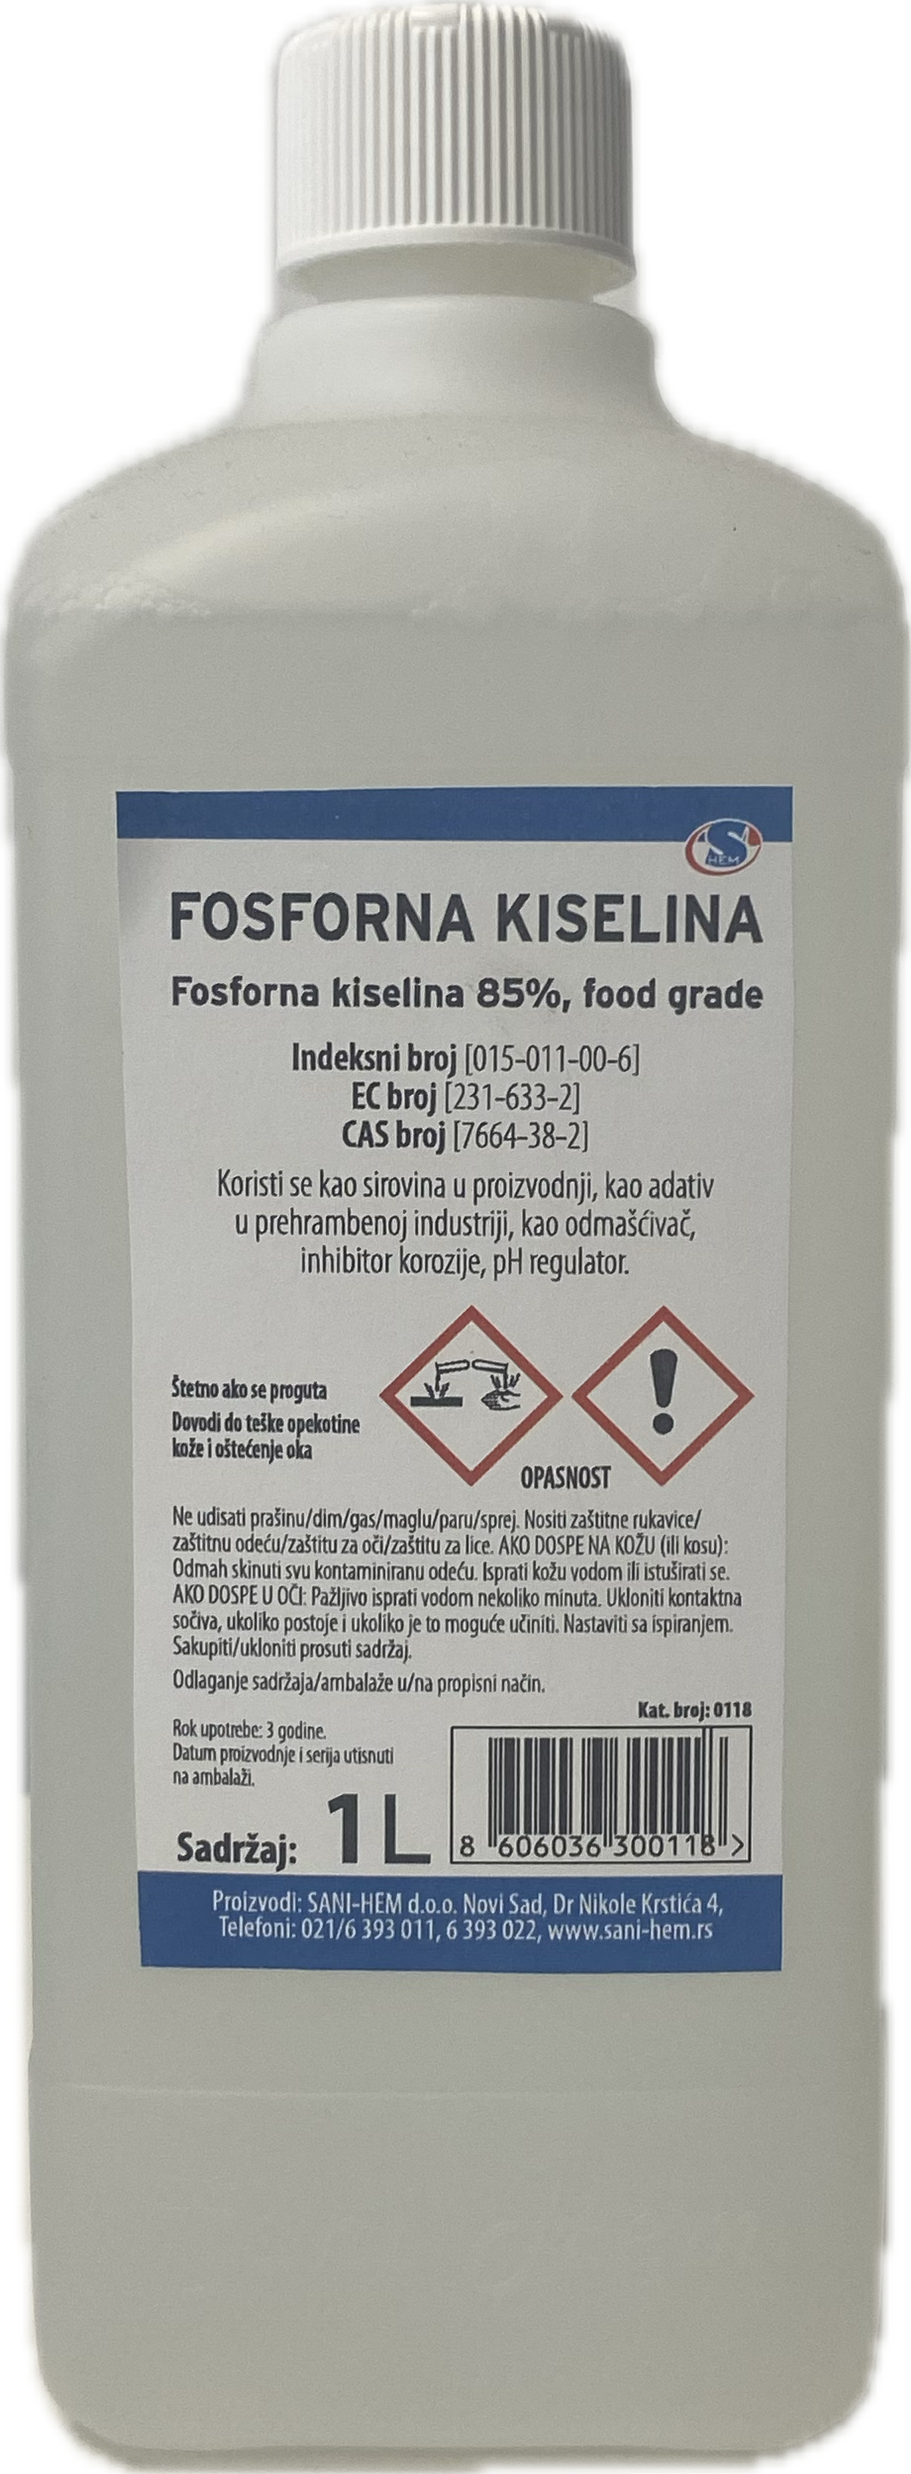 S
HEM
FOSFORNA KISELINA
Fosforna kiselina 85%, food grade
Indeksni broj [015-011-00-6]
EC broj [231-633-2]
CAS broj [7664-38-2]
Koristi se kao sirovina u proizvodnji, kao adativ
u prehrambenoj industriji, kao odmašćivač,
inhibitor korozije, pH regulator.
Štetno ako se proguta
Dovodi do teške opekotine
kože i oštećenje oka
OPASNOST
Ne udisati prašinu/dim/gas/maglu/paru/sprej. Nositi zaštitne rukavice/
zaštitnu odeću/zaštitu za oči/zaštitu za lice. AKO DOSPE NA KOŽU (ili kosu):
Odmah skinuti svu kontaminiranu odeću. Isprati kožu vodom ili istuširati se.
AKO DOSPE U OČI: Pažljivo isprati vodom nekoliko minuta. Ukloniti kontaktna
sočiva, ukoliko postoje i ukoliko je to moguće učiniti. Nastaviti sa ispiranjem.
Sakupiti/ukloniti prosuti sadržaj.
Odlaganje sadržaja/ambalaže u/na propisni način.
Kat. broj: 0118
Rok upotrebe: 3 godine.
Datum proizvodnje i serija utisnuti
na ambalaži.
Sadržaj: 1 L
8 606036 300118 >
Proizvodi: SANI-HEM d.o.o. Novi Sad, Dr Nikole Krstića 4,
Telefoni: 021/6 393 011, 6 393 022, www.sani-hem.rs